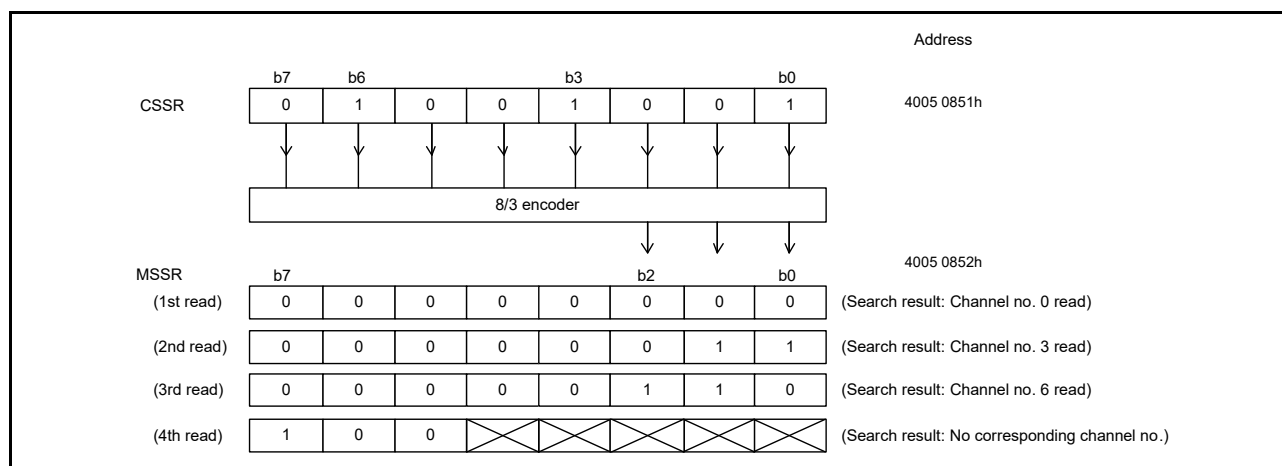 Address
b7 b6 b3 b0
CSSR 0 1 0 0 1 0 0 1 4005 0851h
8/3 encoder
4005 0852h
MSSR b7 b2 b0
(1st read) 0 0 0 0 0 0 0 0 (Search result: Channel no. 0 read)
(2nd read) 0 0 0 0 0 0 1 1 (Search result: Channel no. 3 read)
(3rd read) 0 0 0 0 0 1 1 0 (Search result: Channel no. 6 read)
(4th read) 1 0 0 (Search result: No corresponding channel no.)